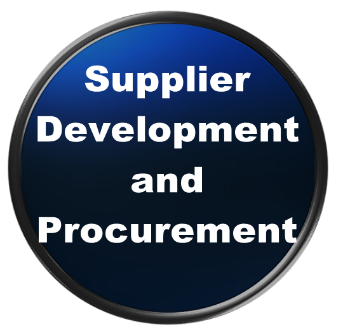 Supplier
Development
and
Procurement